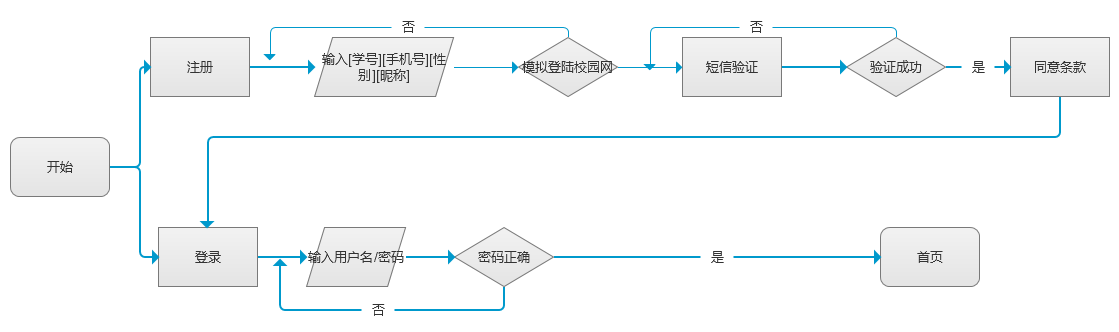 否
否
注册
输入[学号][手机号][性
别][昵称]
模拟登陆校园网
短信验证
验证成功
是
同意条款
开始
登录
输入用户名/密码
密码正确
是
首页
否